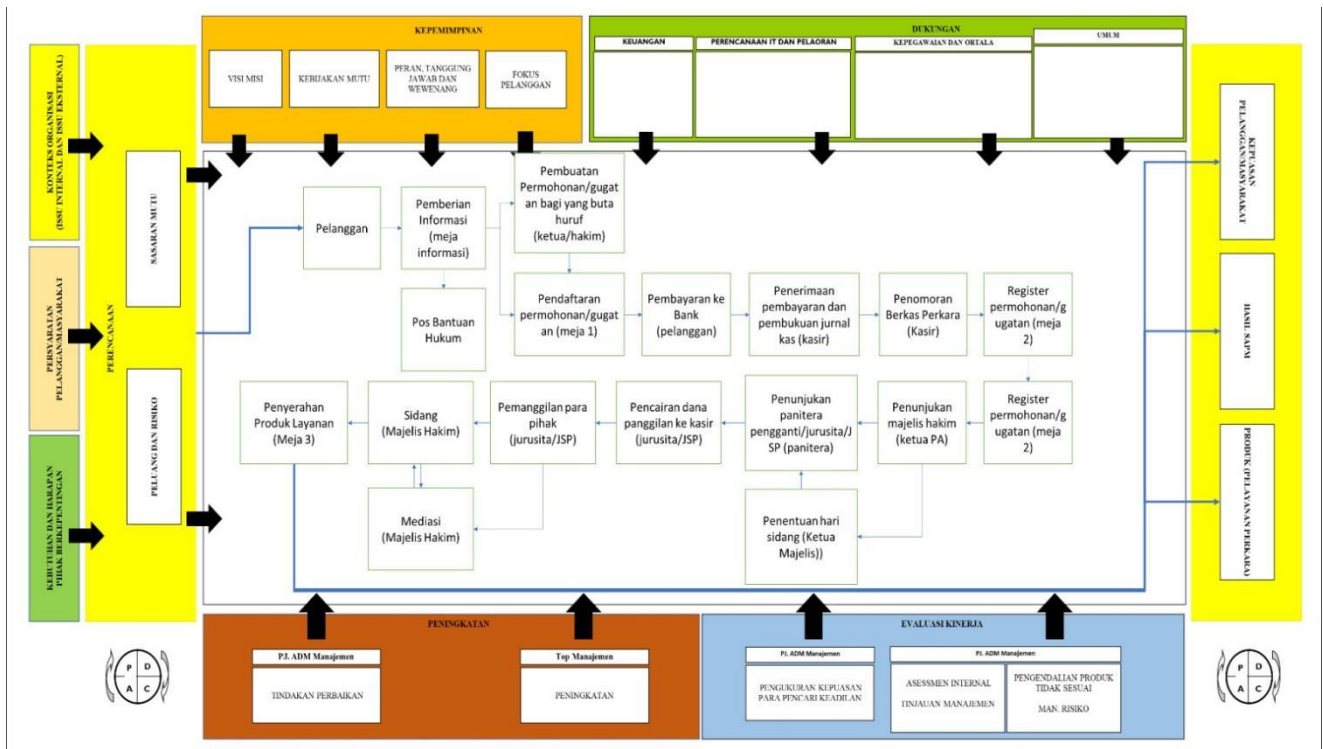 KONTEKS ORGANISASI
(ISSU INTERNAL DAN ISSU EKSTERNAL)
PERSYARATAN
PELANGGAN/MASYARAKAT
KEBUTUHAN DAN HARAPAN
PIHAK BERKEPENTINGAN
PERENCANAAN
SASARAN MUTU
PELUANG DAN RISIKO
KEPEMIMPINAN
VISI MISI
KEBIJAKAN MUTU
PERAN, TANGGUNG
JAWAB DAN
WEWENANG
FOKUS
PELANGGAN
DUKUNGAN
KEUANGAN
PERENCANAAN IT DAN PELAORAN
KEPEGAWAIAN DAN ORTALA
UMUM
Pelanggan
Pemberian
Informasi
(meja
informasi)
Pos Bantuan
Hukum
Pembuatan
Permohonan/gugat
an bagi yang buta
huruf
(ketua/hakim)
Pendaftaran
permohonan/gugat
an (meja 1)
Pembayaran ke
Bank
(pelanggan)
Penerimaan
pembayaran dan
pembukuan jurnal
kas (kasir)
Penomoran
Berkas Perkara
(Kasir)
Register
permohonan/g
ugatan (meja
2)
Register
permohonan/g
ugatan (meja
2)
Penunjukan
majelis hakim
(ketua PA)
Penunjukan
panitera
pengganti/jurusita/J
SP (panitera)
Penentuan hari
sidang (Ketua
Majelis))
Pencairan dana
panggilan ke kasir
(jurusita/JSP)
Pemanggilan para
pihak
(jurusita/JSP)
Sidang
(Majelis Hakim)
Mediasi
(Majelis Hakim)
Penyerahan
Produk Layanan
(Meja 3)
KEPUASAN
PELANGGAN/MASYARAKAT
HASIL SAPM
PRODUK (PELAYANAN PERKARA)
PENINGKATAN
P.J. ADM Manajemen
TINDAKAN PERBAIKAN
Top Manajemen
PENINGKATAN
EVALUASI KINERJA
PJ. ADM Manajemen
PENGUKURAN KEPUASAN
PARA PENCARI KEADILAN
PJ. ADM Manajemen
ASESSMEN INTERNAL
TINJAUAN MANAJEMEN
PENGENDALIAN PRODUK
TIDAK SESUAI
MAN. RISIKO
P D
A C
P D
A C